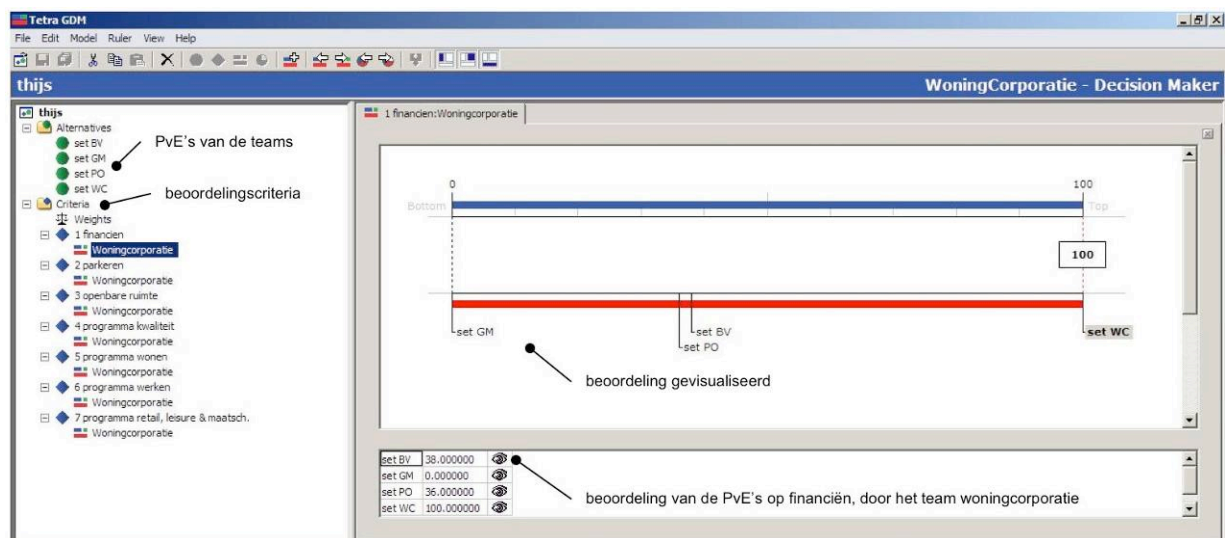 Tetra GDM
File Edit Model Ruler View Help
thijs
WoningCorporatie - Decision Maker
thijs
Alternatives
set BV
set GM
set PO
set WC
PvE's van de teams
beoordelingscriteria
Criteria
Weights
1 financien
Woningcorporatie
2 parkeren
Woningcorporatie
3 openbare ruimte
Woningcorporatie
4 programma kwaliteit
Woningcorporatie
5 programma wonen
Woningcorporatie
6 programma werken
Woningcorporatie
7 programma retail, leisure & maatsch.
Woningcorporatie
1 financien:Woningcorporatie
0
100
Bottom
Top
100
set GM
set BV
set PO
set WC
beoordeling gevisualiseerd
set BV 38.000000
set GM 0.000000
set PO 36.000000
set WC 100.000000
beoordeling van de PvE's op financiën, door het team woningcorporatie